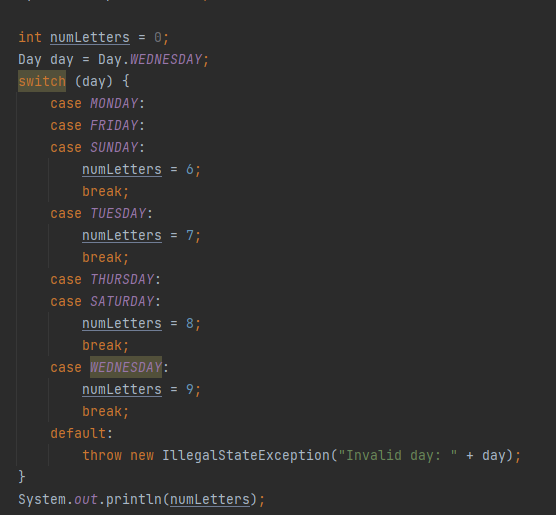 int numLetters = 0;
Day day = Day.WEDNESDAY;
switch (day) {
    case MONDAY:
    case FRIDAY:
    case SUNDAY:
        numLetters = 6;
        break;
    case TUESDAY:
        numLetters = 7;
        break;
    case THURSDAY:
    case SATURDAY:
        numLetters = 8;
        break;
    case WEDNESDAY:
        numLetters = 9;
        break;
    default:
        throw new IllegalStateException("Invalid day: " + day);
}
System.out.println(numLetters);